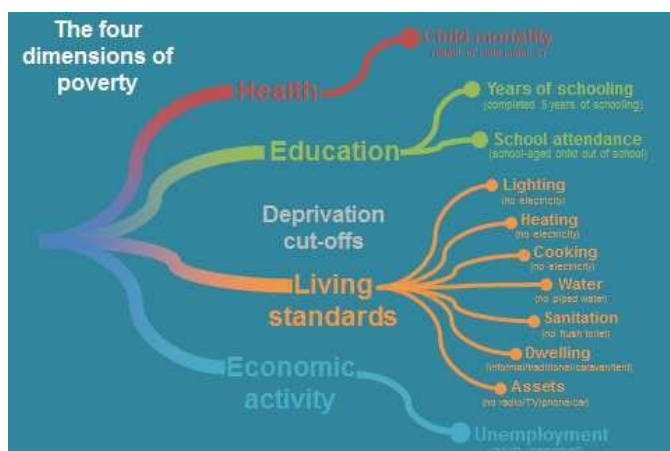 The four
dimensions of
poverty
Child mortality
Health
Years of schooling
(completed 5 years of schooling)
Education
School attendance
(school-aged child out of school)
Deprivation
cut-offs
Lighting
(no electricity)
Heating
(no electricity)
Cooking
(no electricity)
Living
standards
Water
(no piped water)
Sanitation
(no flush toilet)
Dwelling
(informal/traditional/caravan/tent)
Assets
(no radio/TV/phone/car)
Economic
activity
Unemployment